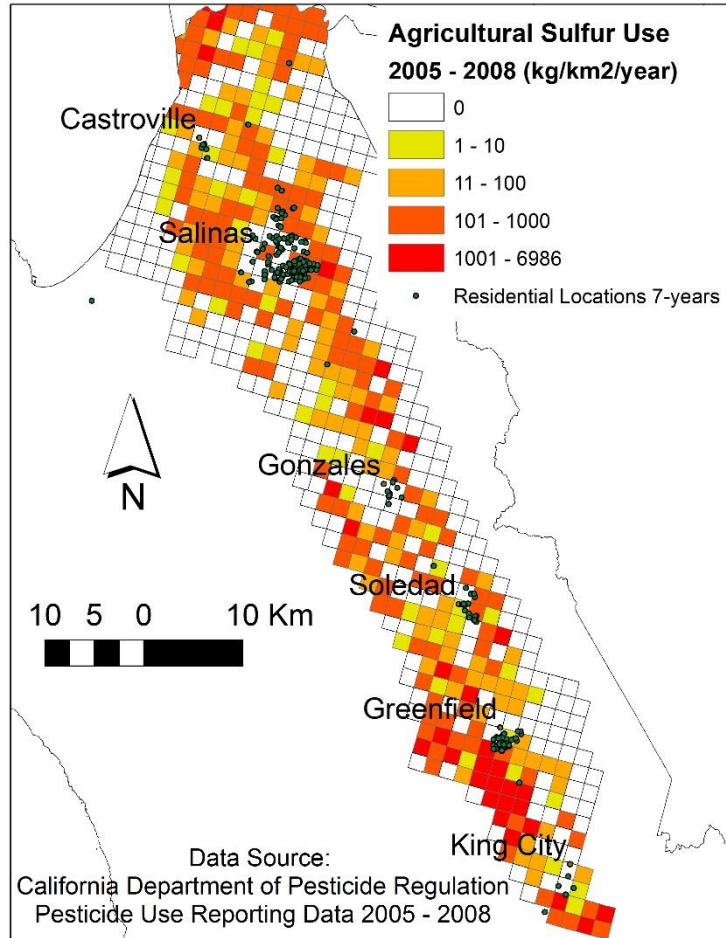 Agricultural Sulfur Use
2005 - 2008 (kg/km2/year)
0
1 - 10
11 - 100
101 - 1000
1001 - 6986
Residential Locations 7-years
Castroville
Salinas
Gonzales
N
Soledad
10 5 0 10 Km
Greenfield
King City
Data Source:
California Department of Pesticide Regulation
Pesticide Use Reporting Data 2005 - 2008